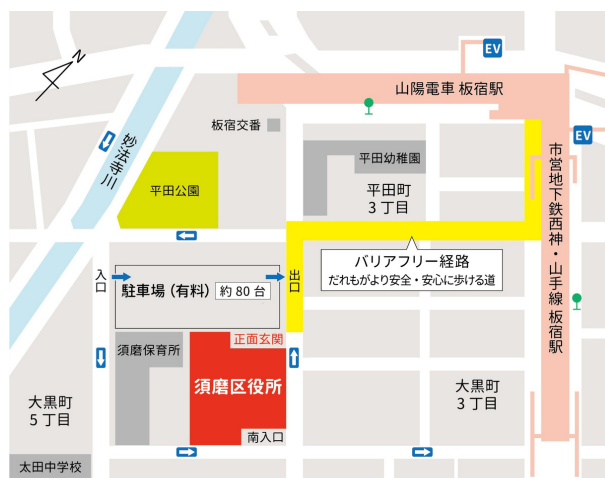 N
EV
山陽電車 板宿駅
板宿交番
EV
妙法寺川
平田幼稚園
平田公園
平田町
3丁目
市営地下鉄西神・山手線 板宿駅
バリアフリー経路
だれもがより安全・安心に歩ける道
入口
出口
駐車場(有料) 約80台
正面玄関
須磨保育所
須磨区役所
大黒町
5丁目
大黒町
3丁目
南入口
太田中学校